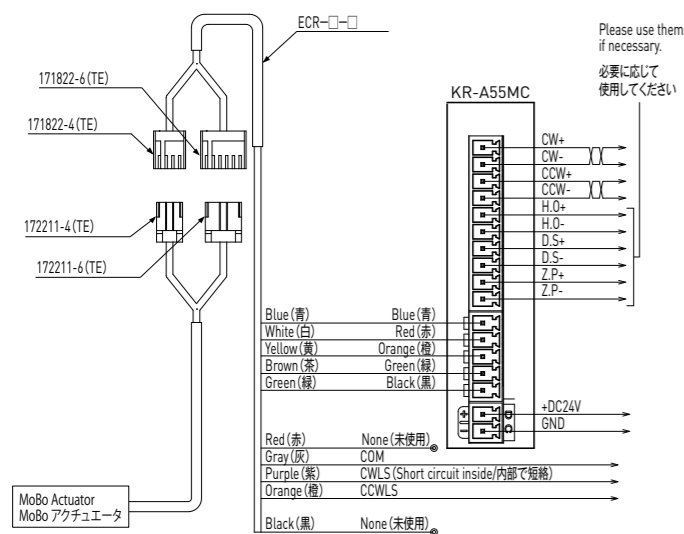 ECR-□-□
171822-6(TE)
171822-4(TE)
172211-4(TE)
172211-6(TE)
MoBo Actuator
MoBo アクチュエータ
Please use them
if necessary.
必要に応じて
使用してください
KR-A55MC
CW+
CW-
CCW+
CCW-
H.O+
H.O-
D.S+
D.S-
Z.P+
Z.P-
Blue(青) Blue(青)
White(白) Red(赤)
Yellow(黄) Orange(橙)
Brown(茶) Green(緑)
Green(緑) Black(黒)
+ D +DC24V
- C GND
Red(赤) None(未使用)
Gray(灰) COM
Purple(紫) CWLS(Short circuit inside/内部で短絡)
Orange(橙) CCWLS
Black(黒) None(未使用)